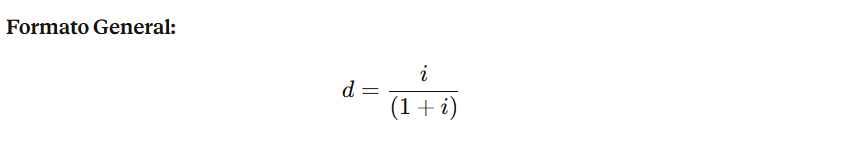 Formato General:
d = i / (1 + i)